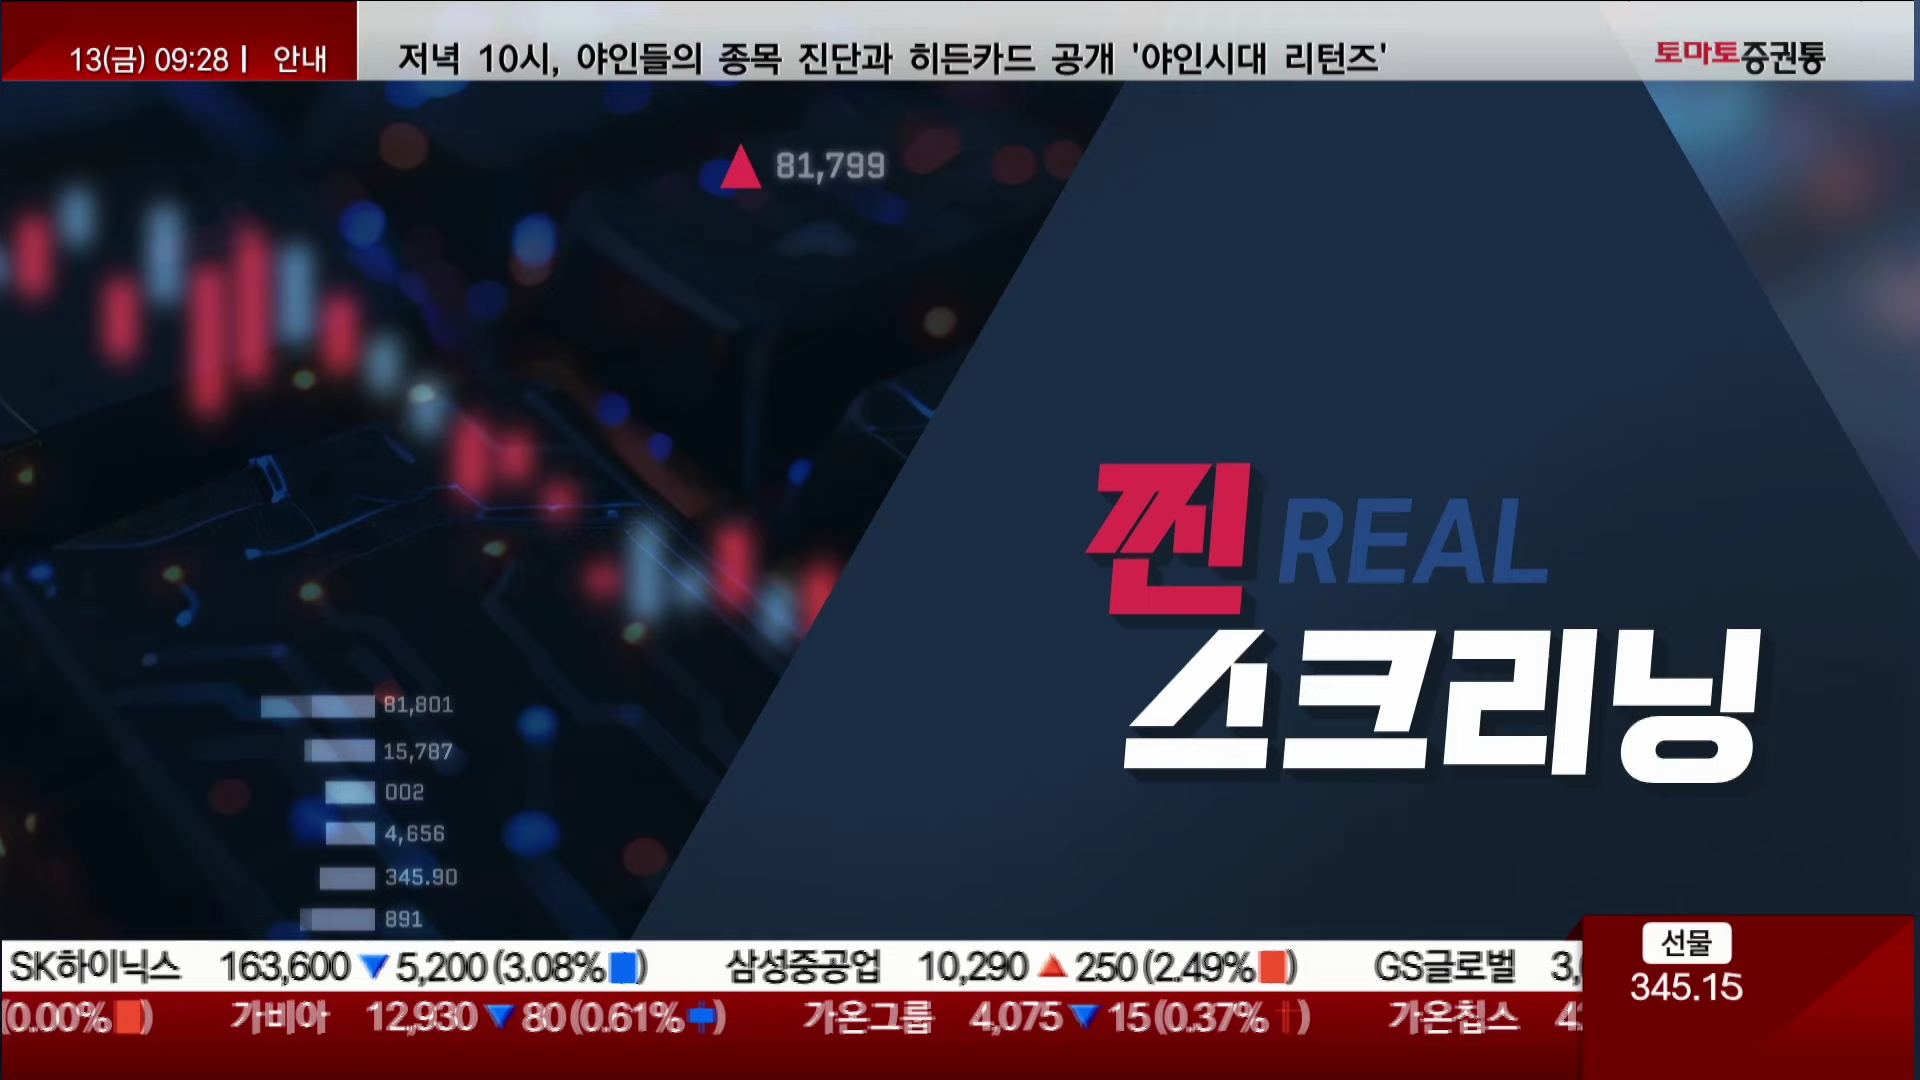 13(금) 09:28 | 안내
저녁 10시, 야인들의 종목 진단과 히든카드 공개 '야인시대 리턴즈'
토마토증권통
▲ 81,799
찐 REAL
스크리닝
81,801
15,787
002
4,656
345.90
891
SK하이닉스 163,600 ▼ 5,200 (3.08%) 삼성중공업 10,290 ▲ 250 (2.49%) GS글로벌 3,
(0.00%) 가비아 12,930 ▼ 80 (0.61%) 가온그룹 4,075 ▼ 15 (0.37%) 가온칩스
선물
345.15